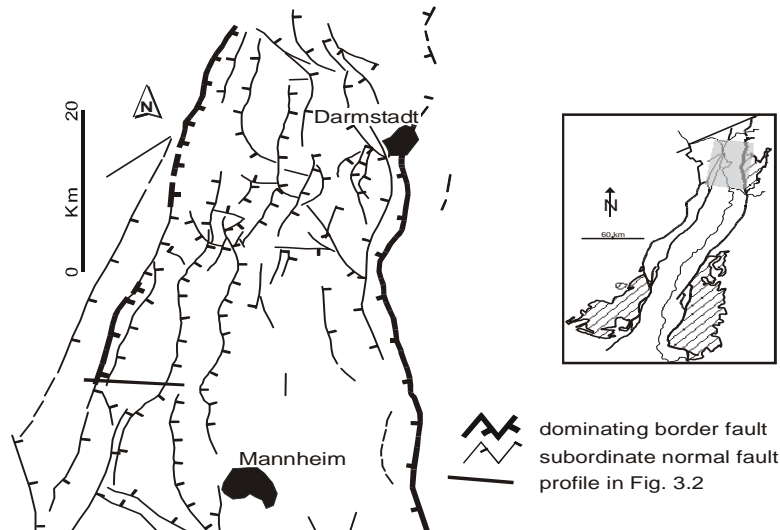 Darmstadt
N
20
Km
0
N
60 km
Mannheim
dominating border fault
subordinate normal fault
profile in Fig. 3.2